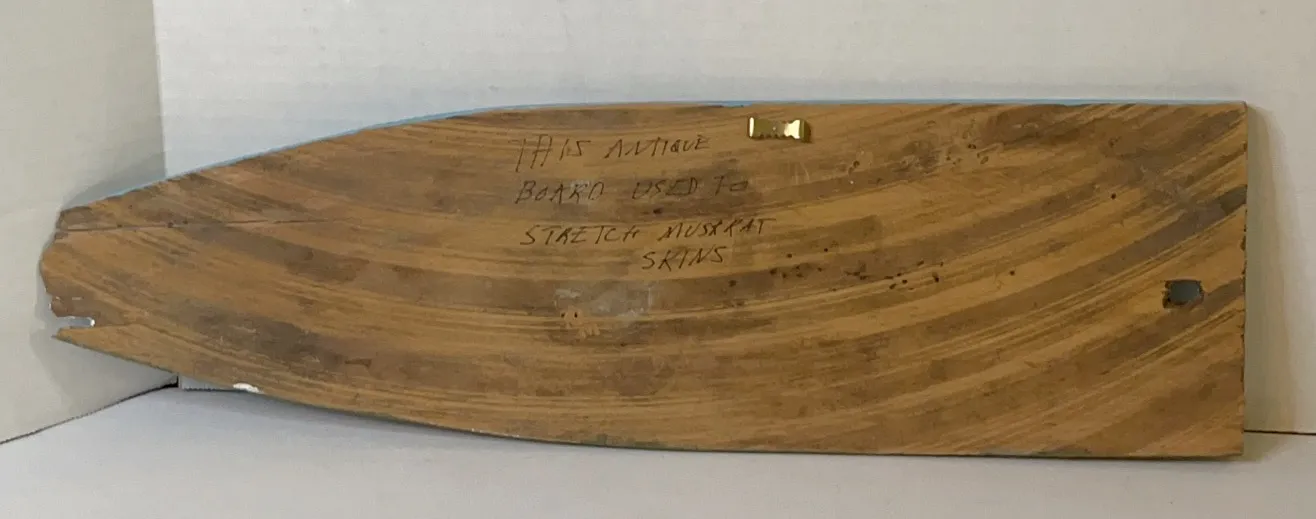 THIS ANTIQUE
BOARD USED TO
STRETCH MUSKRAT
SKINS